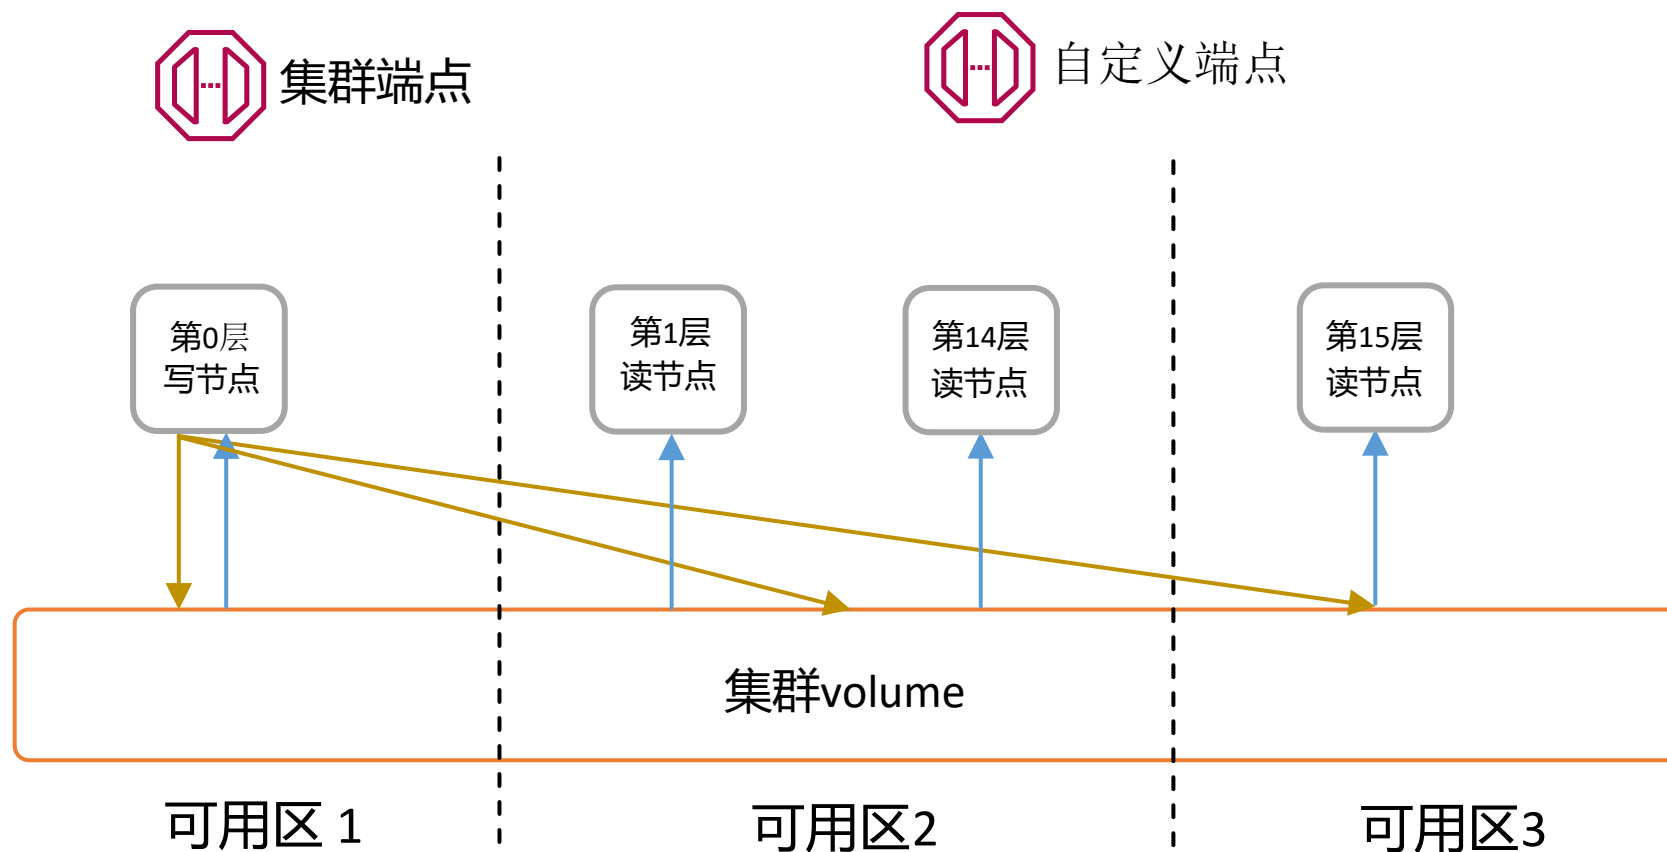 集群端点
自定义端点
第0层
写节点
第1层
读节点
第14层
读节点
第15层
读节点
集群volume
可用区 1
可用区2
可用区3